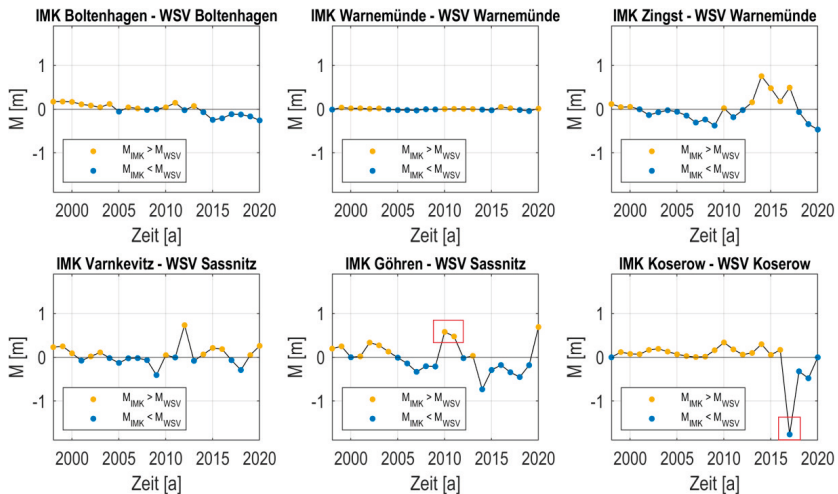 IMK Boltenhagen - WSV Boltenhagen
M [m]
1
0
-1
M_IMK > M_WSV
M_IMK < M_WSV
2000 2005 2010 2015 2020
Zeit [a]
IMK Warnemünde - WSV Warnemünde
1
0
-1
M_IMK > M_WSV
M_IMK < M_WSV
2000 2005 2010 2015 2020
Zeit [a]
IMK Zingst - WSV Warnemünde
1
0
-1
M_IMK > M_WSV
M_IMK < M_WSV
2000 2005 2010 2015 2020
Zeit [a]
IMK Varnkevitz - WSV Sassnitz
M [m]
1
0
-1
M_IMK > M_WSV
M_IMK < M_WSV
2000 2005 2010 2015 2020
Zeit [a]
IMK Göhren - WSV Sassnitz
1
0
-1
M_IMK > M_WSV
M_IMK < M_WSV
2000 2005 2010 2015 2020
Zeit [a]
IMK Koserow - WSV Koserow
1
0
-1
M_IMK > M_WSV
M_IMK < M_WSV
2000 2005 2010 2015 2020
Zeit [a]